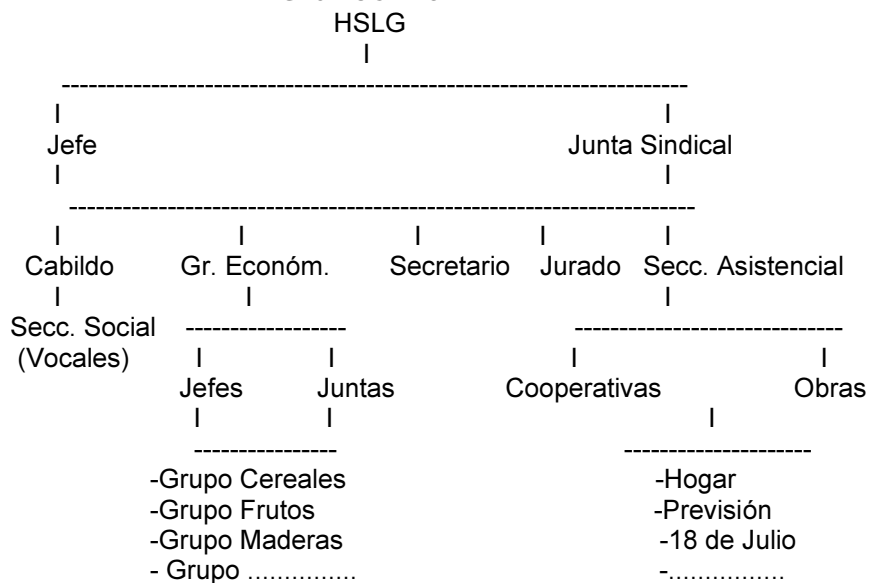 HSLG
I
----------------------------------------------------------------------
I I
Jefe Junta Sindical
I I
----------------------------------------------------------------------
I I I I I
Cabildo Gr. Económ. Secretario Jurado Secc. Asistencial
I I I
Secc. Social ------------------ ------------------------------
(Vocales) I I I I
Jefes Juntas Cooperativas Obras
I I I
---------------- ---------------------
-Grupo Cereales -Hogar
-Grupo Frutos -Previsión
-Grupo Maderas -18 de Julio
- Grupo …………… -…………….